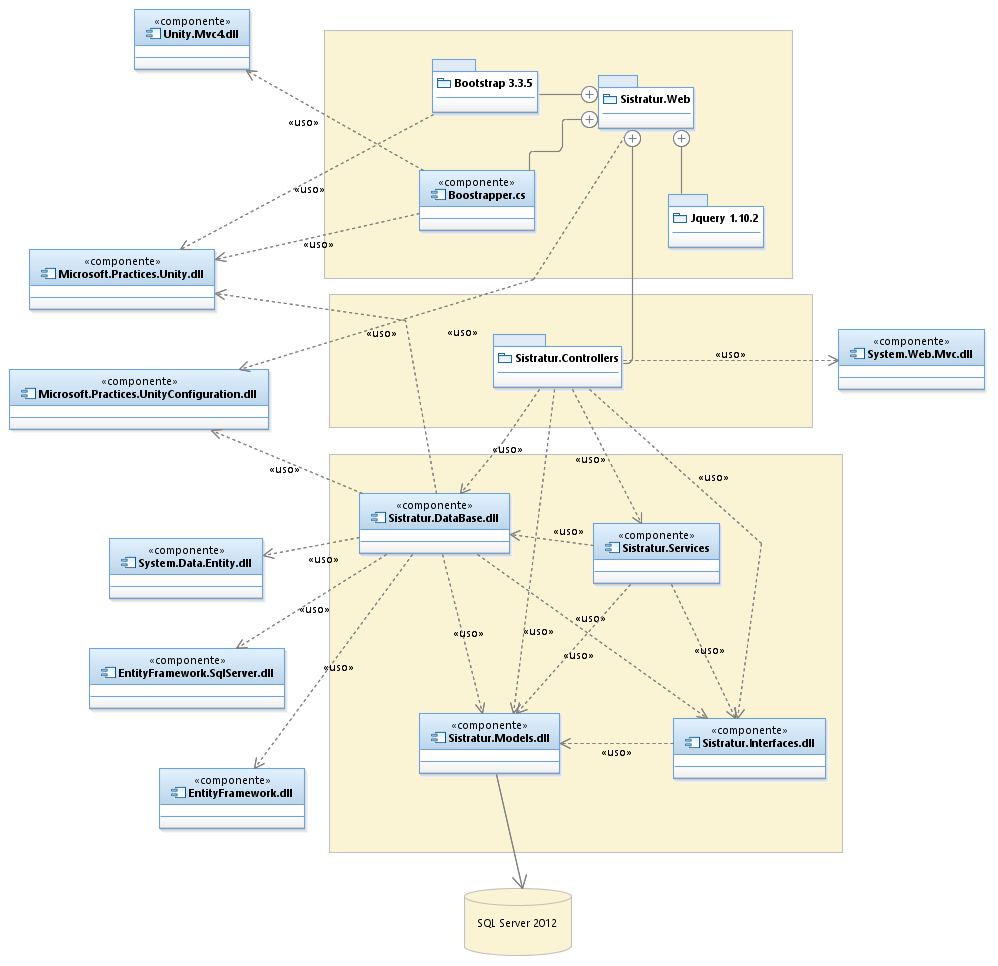 «componente»
Unity.Mvc4.dll
Bootstrap 3.3.5
Sistratur.Web
«uso»
«componente»
Boostrapper.cs
«uso»
Jquery 1.10.2
«uso»
«componente»
Microsoft.Practices.Unity.dll
«uso»
«uso»
«componente»
System.Web.Mvc.dll
Sistratur.Controllers
«uso»
«componente»
Microsoft.Practices.UnityConfiguration.dll
«uso»
«uso»
«uso»
«uso»
«componente»
Sistratur.DataBase.dll
«uso»
«componente»
Sistratur.Services
«componente»
System.Data.Entity.dll
«uso»
«uso»
«uso»
«uso»
«uso»
«uso»
«uso»
«componente»
EntityFramework.SqlServer.dll
«uso»
«componente»
Sistratur.Models.dll
«componente»
Sistratur.Interfaces.dll
«uso»
«componente»
EntityFramework.dll
SQL Server 2012